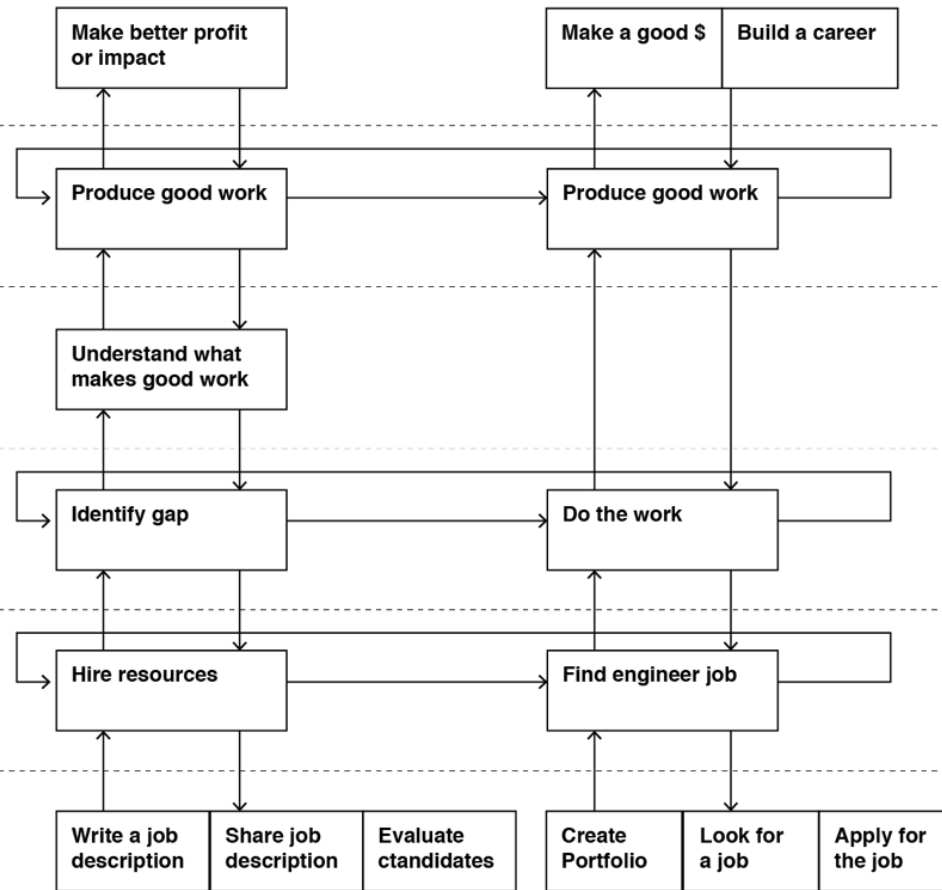 Make better profit
or impact
Make a good $
Build a career
Produce good work
Produce good work
Understand what
makes good work
Identify gap
Do the work
Hire resources
Find engineer job
Write a job
description
Share job
description
Evaluate
ctandidates
Create
Portfolio
Look for
a job
Apply for
the job